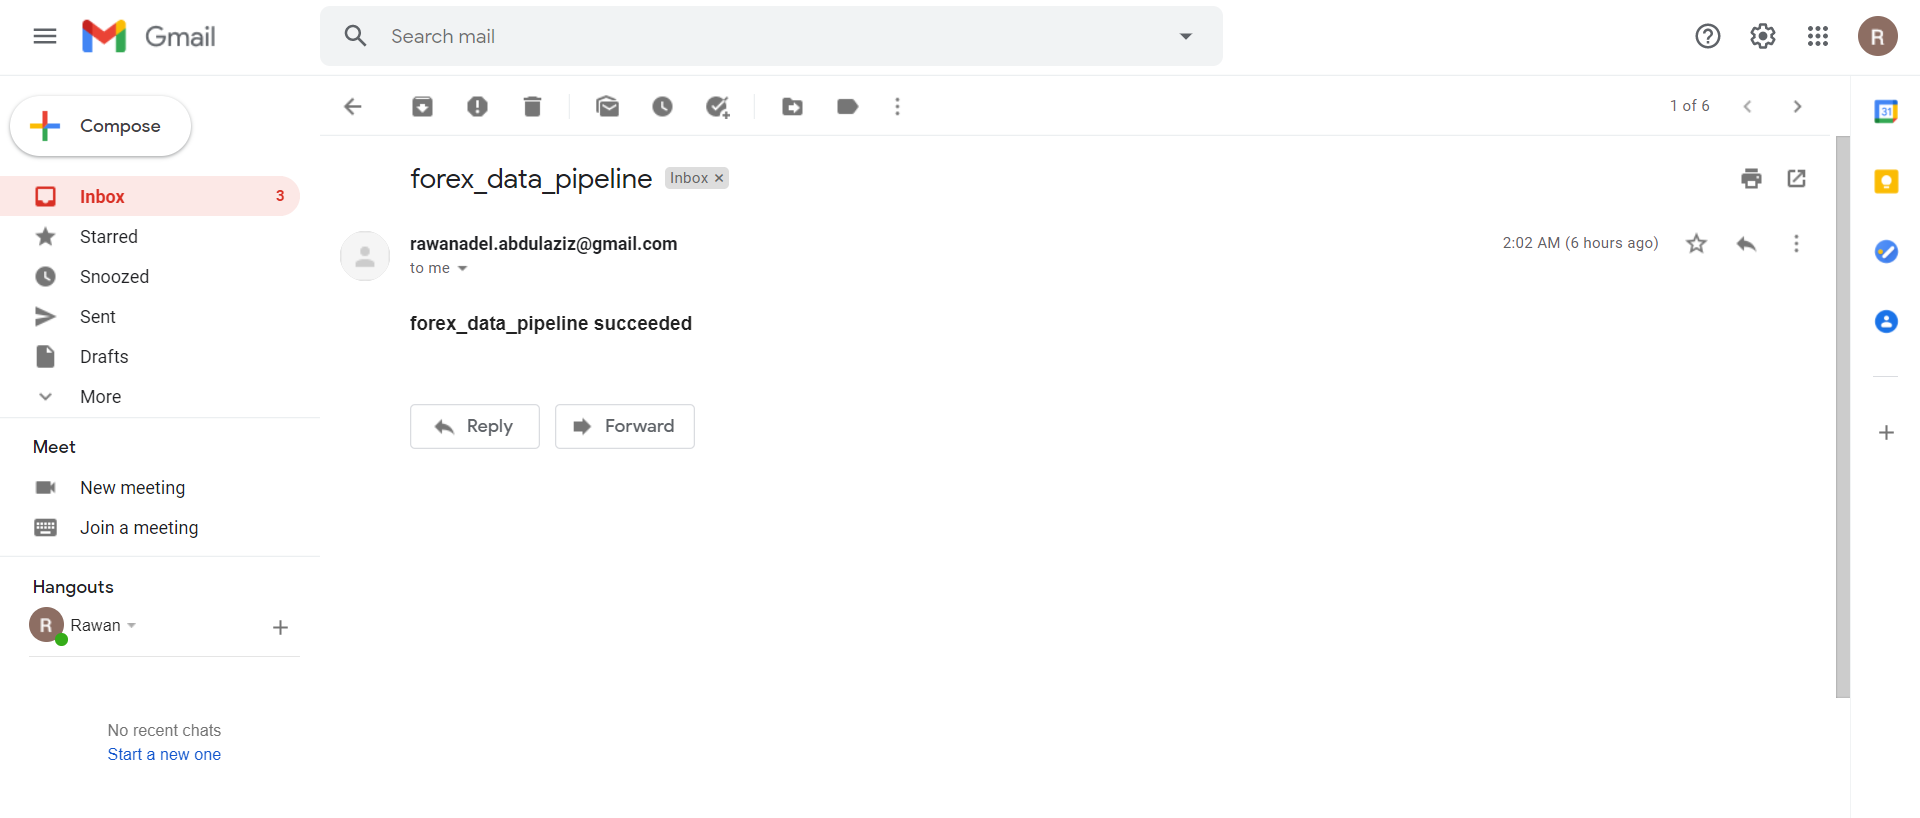 Gmail
Search mail
R
Compose
1 of 6
31
Inbox 3
Starred
Snoozed
Sent
Drafts
More
Meet
New meeting
Join a meeting
Hangouts
R Rawan
No recent chats
Start a new one
forex_data_pipeline Inbox ×
rawanadel.abdulaziz@gmail.com 2:02 AM (6 hours ago)
to me
forex_data_pipeline succeeded
Reply Forward